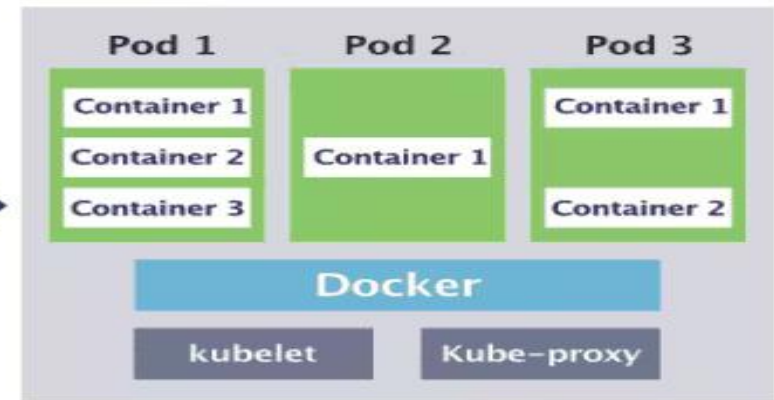 Pod 1
Container 1
Container 2
Container 3
Pod 2
Container 1
Pod 3
Container 1
Container 2
Docker
kubelet
Kube-proxy